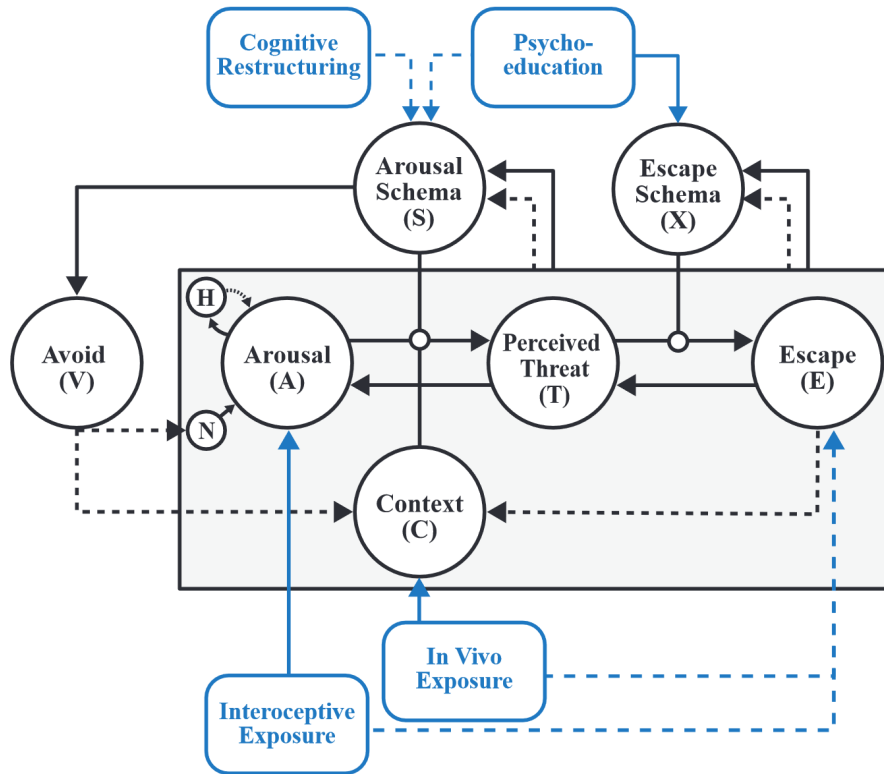 Cognitive
Restructuring
Psycho-
education
Arousal
Schema
(S)
Escape
Schema
(X)
H
Avoid
(V)
Arousal
(A)
N
Perceived
Threat
(T)
Escape
(E)
Context
(C)
In Vivo
Exposure
Interoceptive
Exposure